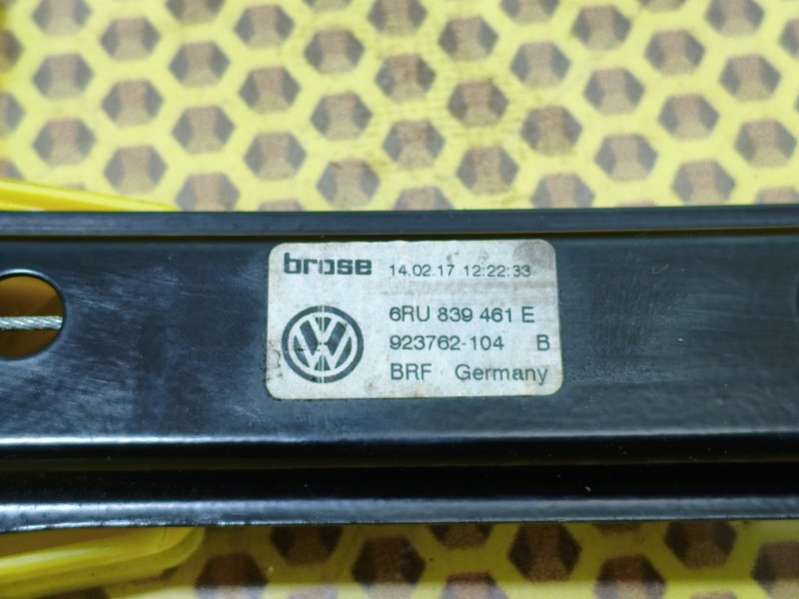 brose 14.02.17 12:22:33
6RU 839 461 E
923762-104 B
BRF Germany